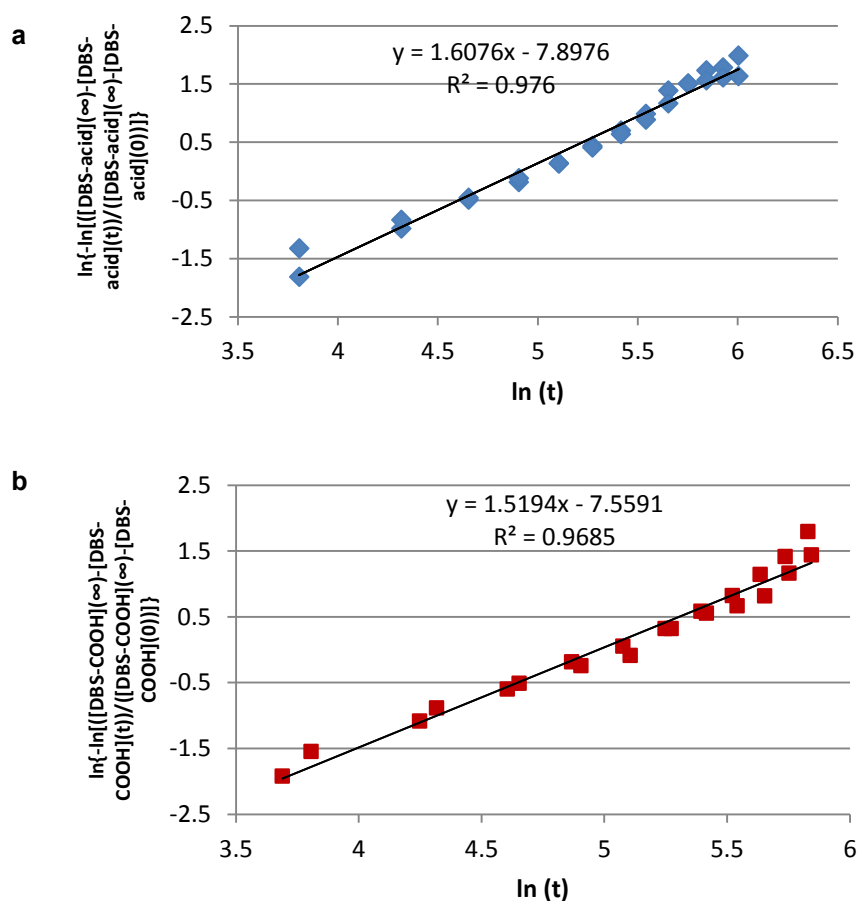 a
ln{-ln[([DBS-acid](∞)-[DBS-
acid](t))/([DBS-acid](∞)-[DBS-
acid](0))]}
y = 1.6076x - 7.8976
R² = 0.976
2.5
1.5
0.5
-0.5
-1.5
-2.5
3.5 4 4.5 5 5.5 6 6.5
ln (t)
b
ln{-ln[([DBS-COOH](∞)-[DBS-
COOH](t))/([DBS-COOH](∞)-[DBS-
COOH](0))]}
y = 1.5194x - 7.5591
R² = 0.9685
2.5
1.5
0.5
-0.5
-1.5
-2.5
3.5 4 4.5 5 5.5 6
ln (t)